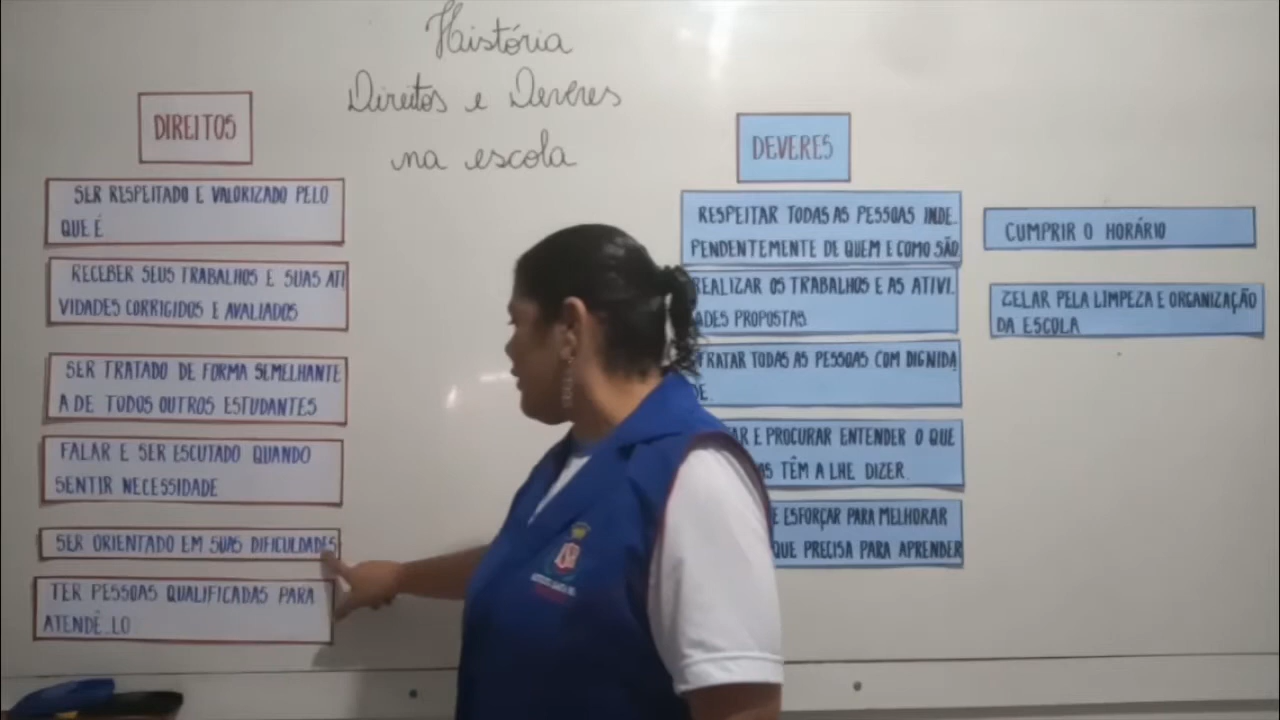 História
Direitos e Deveres
na escola
DIREITOS
SER RESPEITADO E VALORIZADO PELO
QUE É
RECEBER SEUS TRABALHOS E SUAS ATI
VIDADES CORRIGIDOS E AVALIADOS
SER TRATADO DE FORMA SEMELHANTE
A DE TODOS OUTROS ESTUDANTES
FALAR E SER ESCUTADO QUANDO
SENTIR NECESSIDADE
SER ORIENTADO EM SUAS DIFICULDADES
TER PESSOAS QUALIFICADAS PARA
ATENDÊ-LO
DEVERES
RESPEITAR TODAS AS PESSOAS INDE-
PENDENTEMENTE DE QUEM E COMO SÃO
REALIZAR OS TRABALHOS E AS ATIVI-
ADES PROPOSTAS
TRATAR TODAS AS PESSOAS COM DIGNIDA
DE.
AR E PROCURAR ENTENDER O QUE
AS TÊM A LHE DIZER.
E ESFORÇAR PARA MELHORAR
QUE PRECISA PARA APRENDER
CUMPRIR O HORÁRIO
ZELAR PELA LIMPEZA E ORGANIZAÇÃO
DA ESCOLA